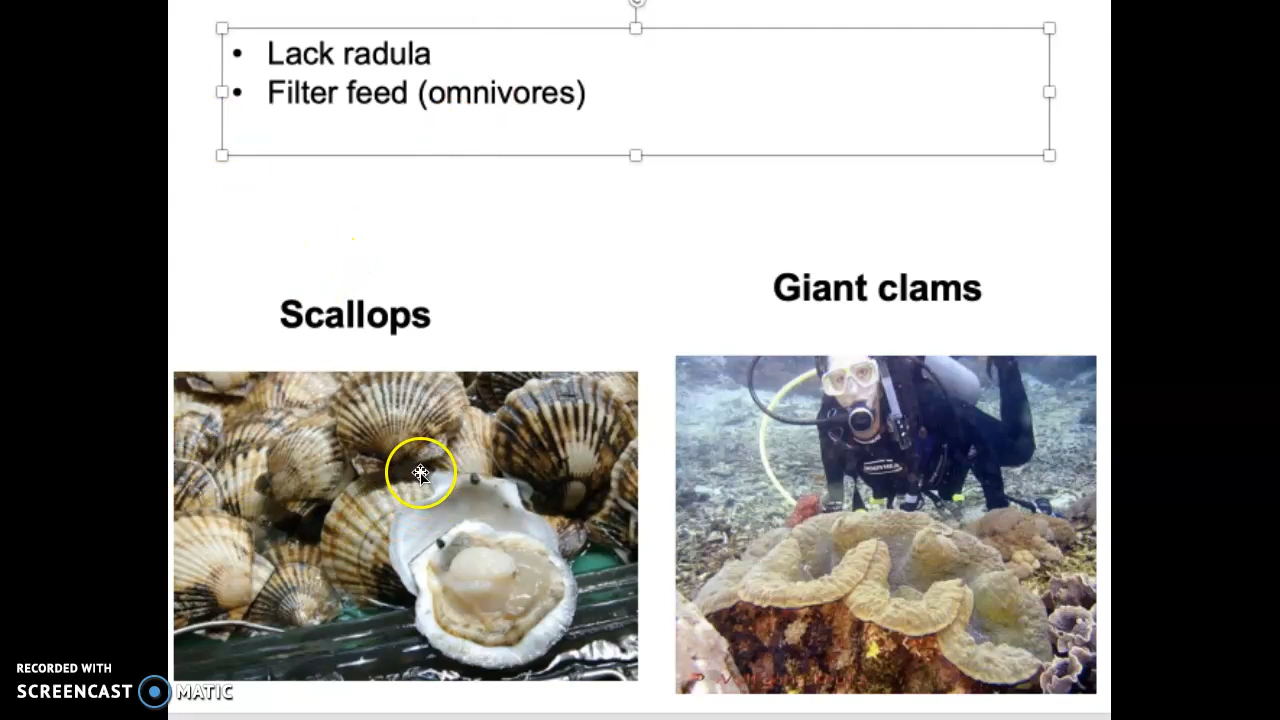 • Lack radula
• Filter feed (omnivores)
Giant clams
Scallops
RECORDED WITH
SCREENCAST MATIC